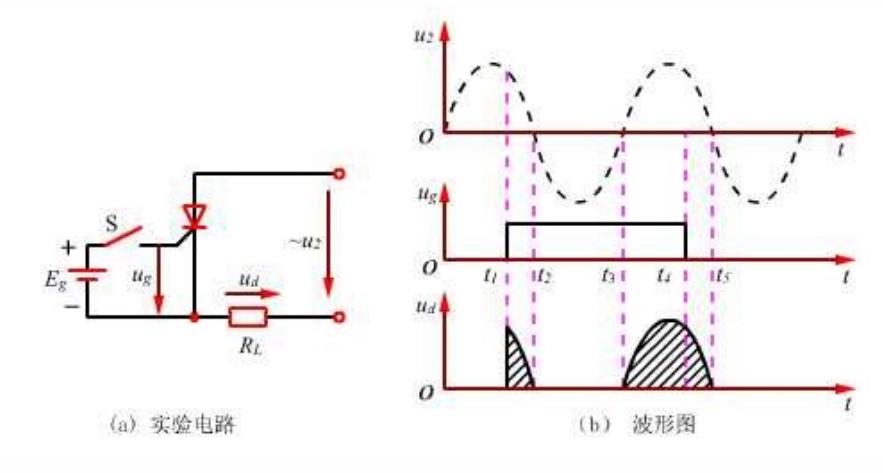 S
+
E_g
−
u_g
u_d
~u_2
R_L
(a) 实验电路
u_2
O
t
u_g
O
t_1 t_2 t_3 t_4 t_5 t
u_d
O
t
(b) 波形图